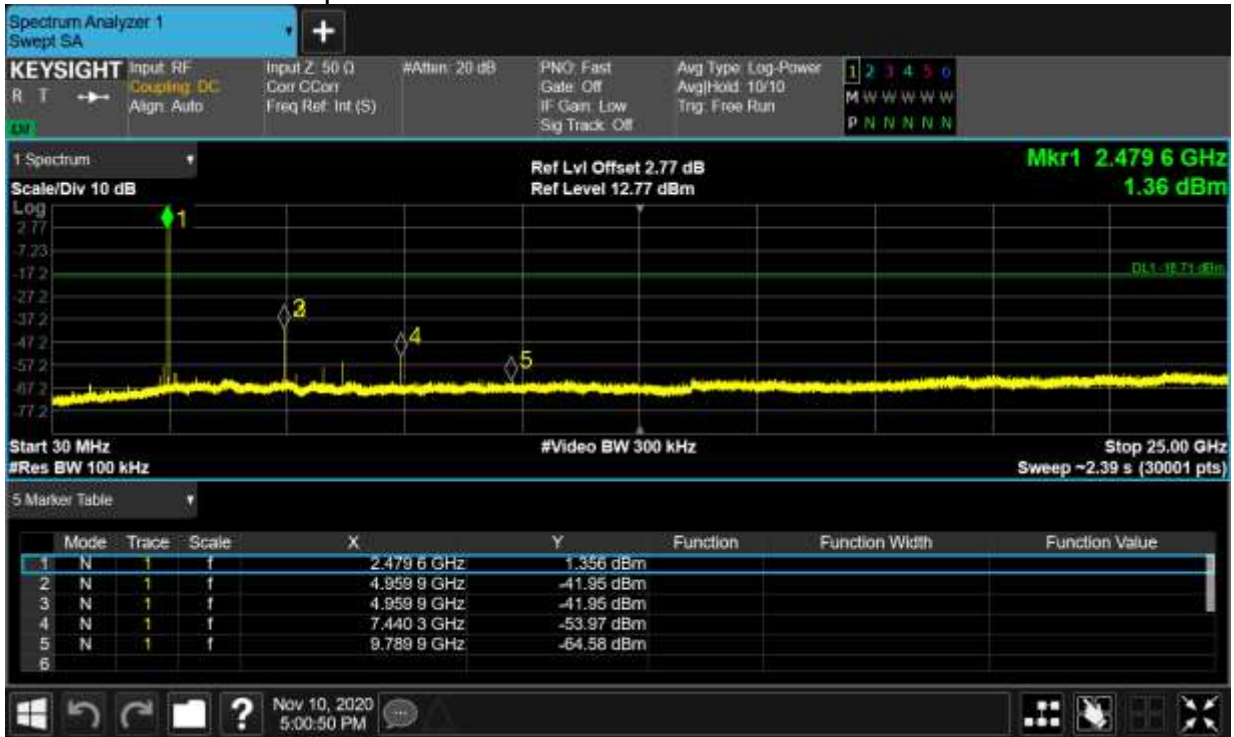 Spectrum Analyzer 1
Swept SA
+
KEYSIGHT Input: RF Input Z: 50 Ω #Atten: 20 dB PNO: Fast Avg Type: Log-Power 1 2 3 4 5 6
R T Coupling: DC Corr CCorr Gate: Off Avg|Hold: 10/10 M W W W W W
Align: Auto Freq Ref: Int (S) IF Gain: Low Trig: Free Run P N N N N N
Sig Track: Off
1 Spectrum
Ref Lvl Offset 2.77 dB Mkr1 2.479 6 GHz
Scale/Div 10 dB Ref Level 12.77 dBm 1.36 dBm
Log
1
2.77
-7.23
-17.2
-27.2
2
3
-37.2
4
-47.2
5
-57.2
-67.2
-77.2
Start 30 MHz #Video BW 300 kHz Stop 25.00 GHz
#Res BW 100 kHz Sweep ~2.39 s (30001 pts)
5 Marker Table
Mode Trace Scale X Y Function Function Width Function Value
1 N 1 f 2.479 6 GHz 1.356 dBm
2 N 1 f 4.959 9 GHz -41.95 dBm
3 N 1 f 4.959 9 GHz -41.95 dBm
4 N 1 f 7.440 3 GHz -53.97 dBm
5 N 1 f 9.789 9 GHz -64.58 dBm
6
? Nov 10, 2020
5:00:50 PM